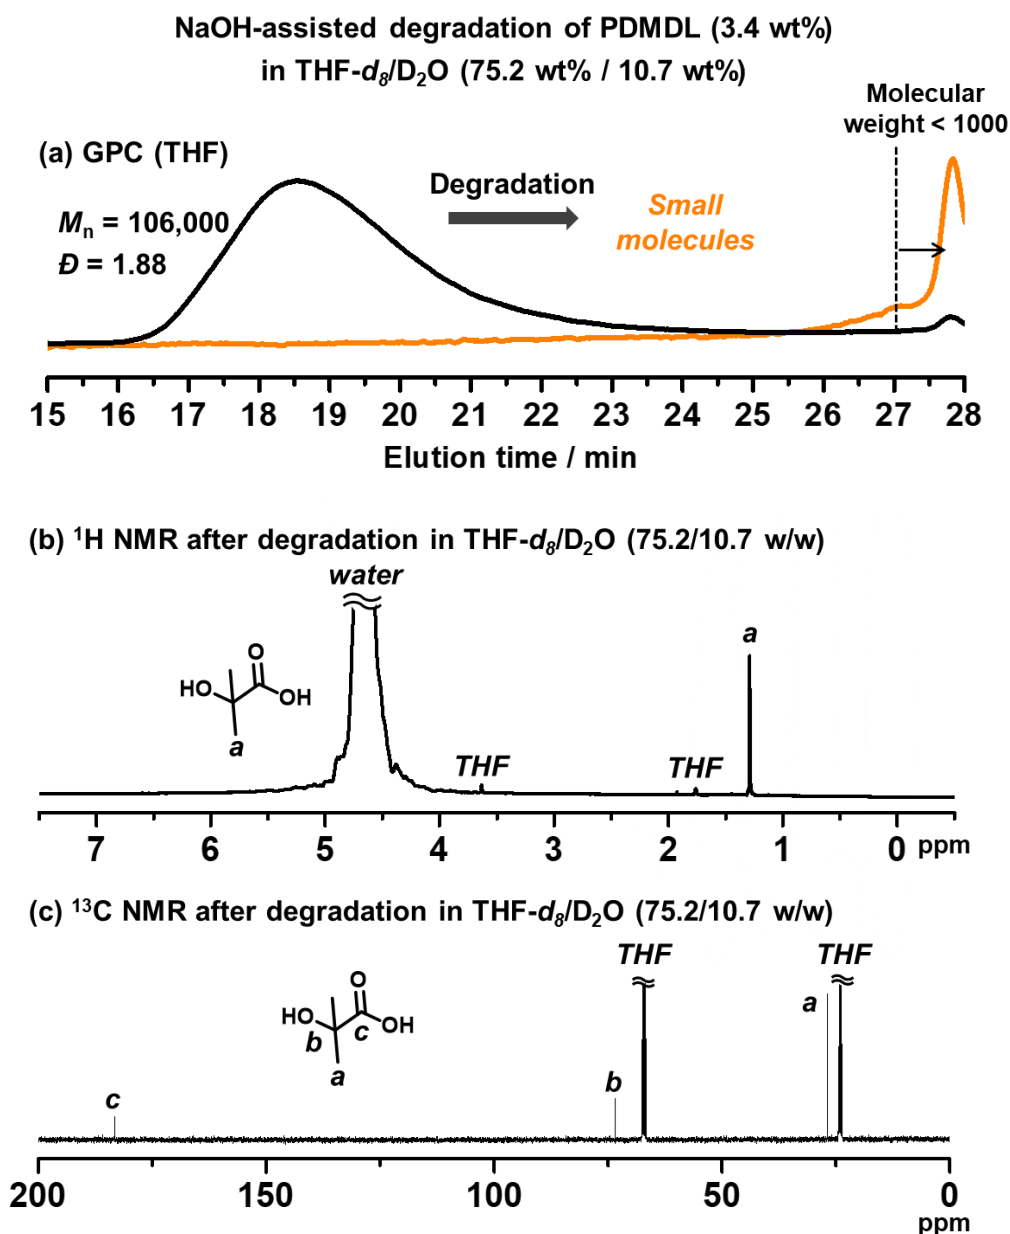 NaOH-assisted degradation of PDMDL (3.4 wt%)
in THF-d₈/D₂O (75.2 wt% / 10.7 wt%)
Molecular
weight < 1000
(a) GPC (THF)
Degradation
Small
molecules
Mₙ = 106,000
Đ = 1.88
15 16 17 18 19 20 21 22 23 24 25 26 27 28
Elution time / min
(b) ¹H NMR after degradation in THF-d₈/D₂O (75.2/10.7 w/w)
water
a
O
HO
OH
a
THF
THF
7 6 5 4 3 2 1 0 ppm
(c) ¹³C NMR after degradation in THF-d₈/D₂O (75.2/10.7 w/w)
THF
THF
O
a
HO
OH
b
c
a
c
b
200 150 100 50 0
ppm